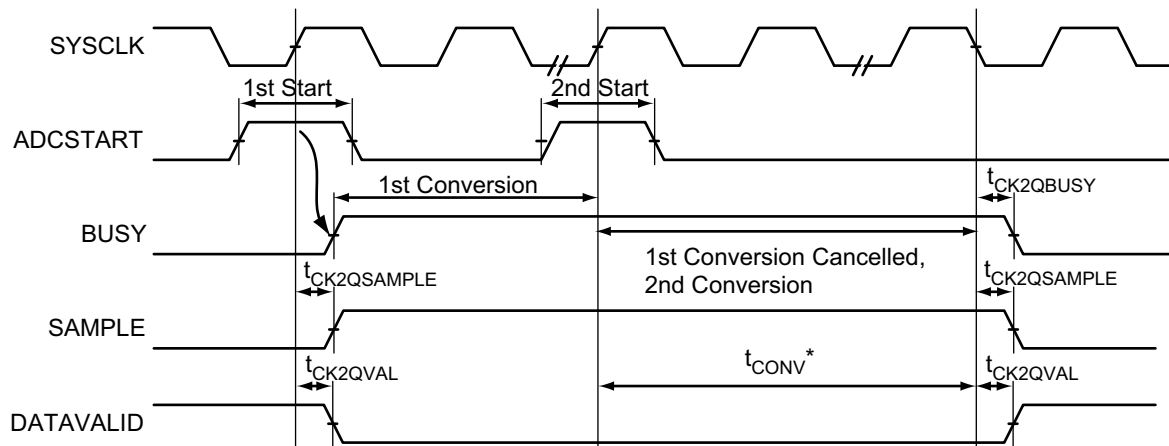 SYSCLK
1st Start
2nd Start
ADCSTART
1st Conversion
tCK2QBUSY
BUSY
1st Conversion Cancelled,
2nd Conversion
tCK2QSAMPLE
tCK2QSAMPLE
SAMPLE
tCK2QVAL
tCONV*
tCK2QVAL
DATAVALID